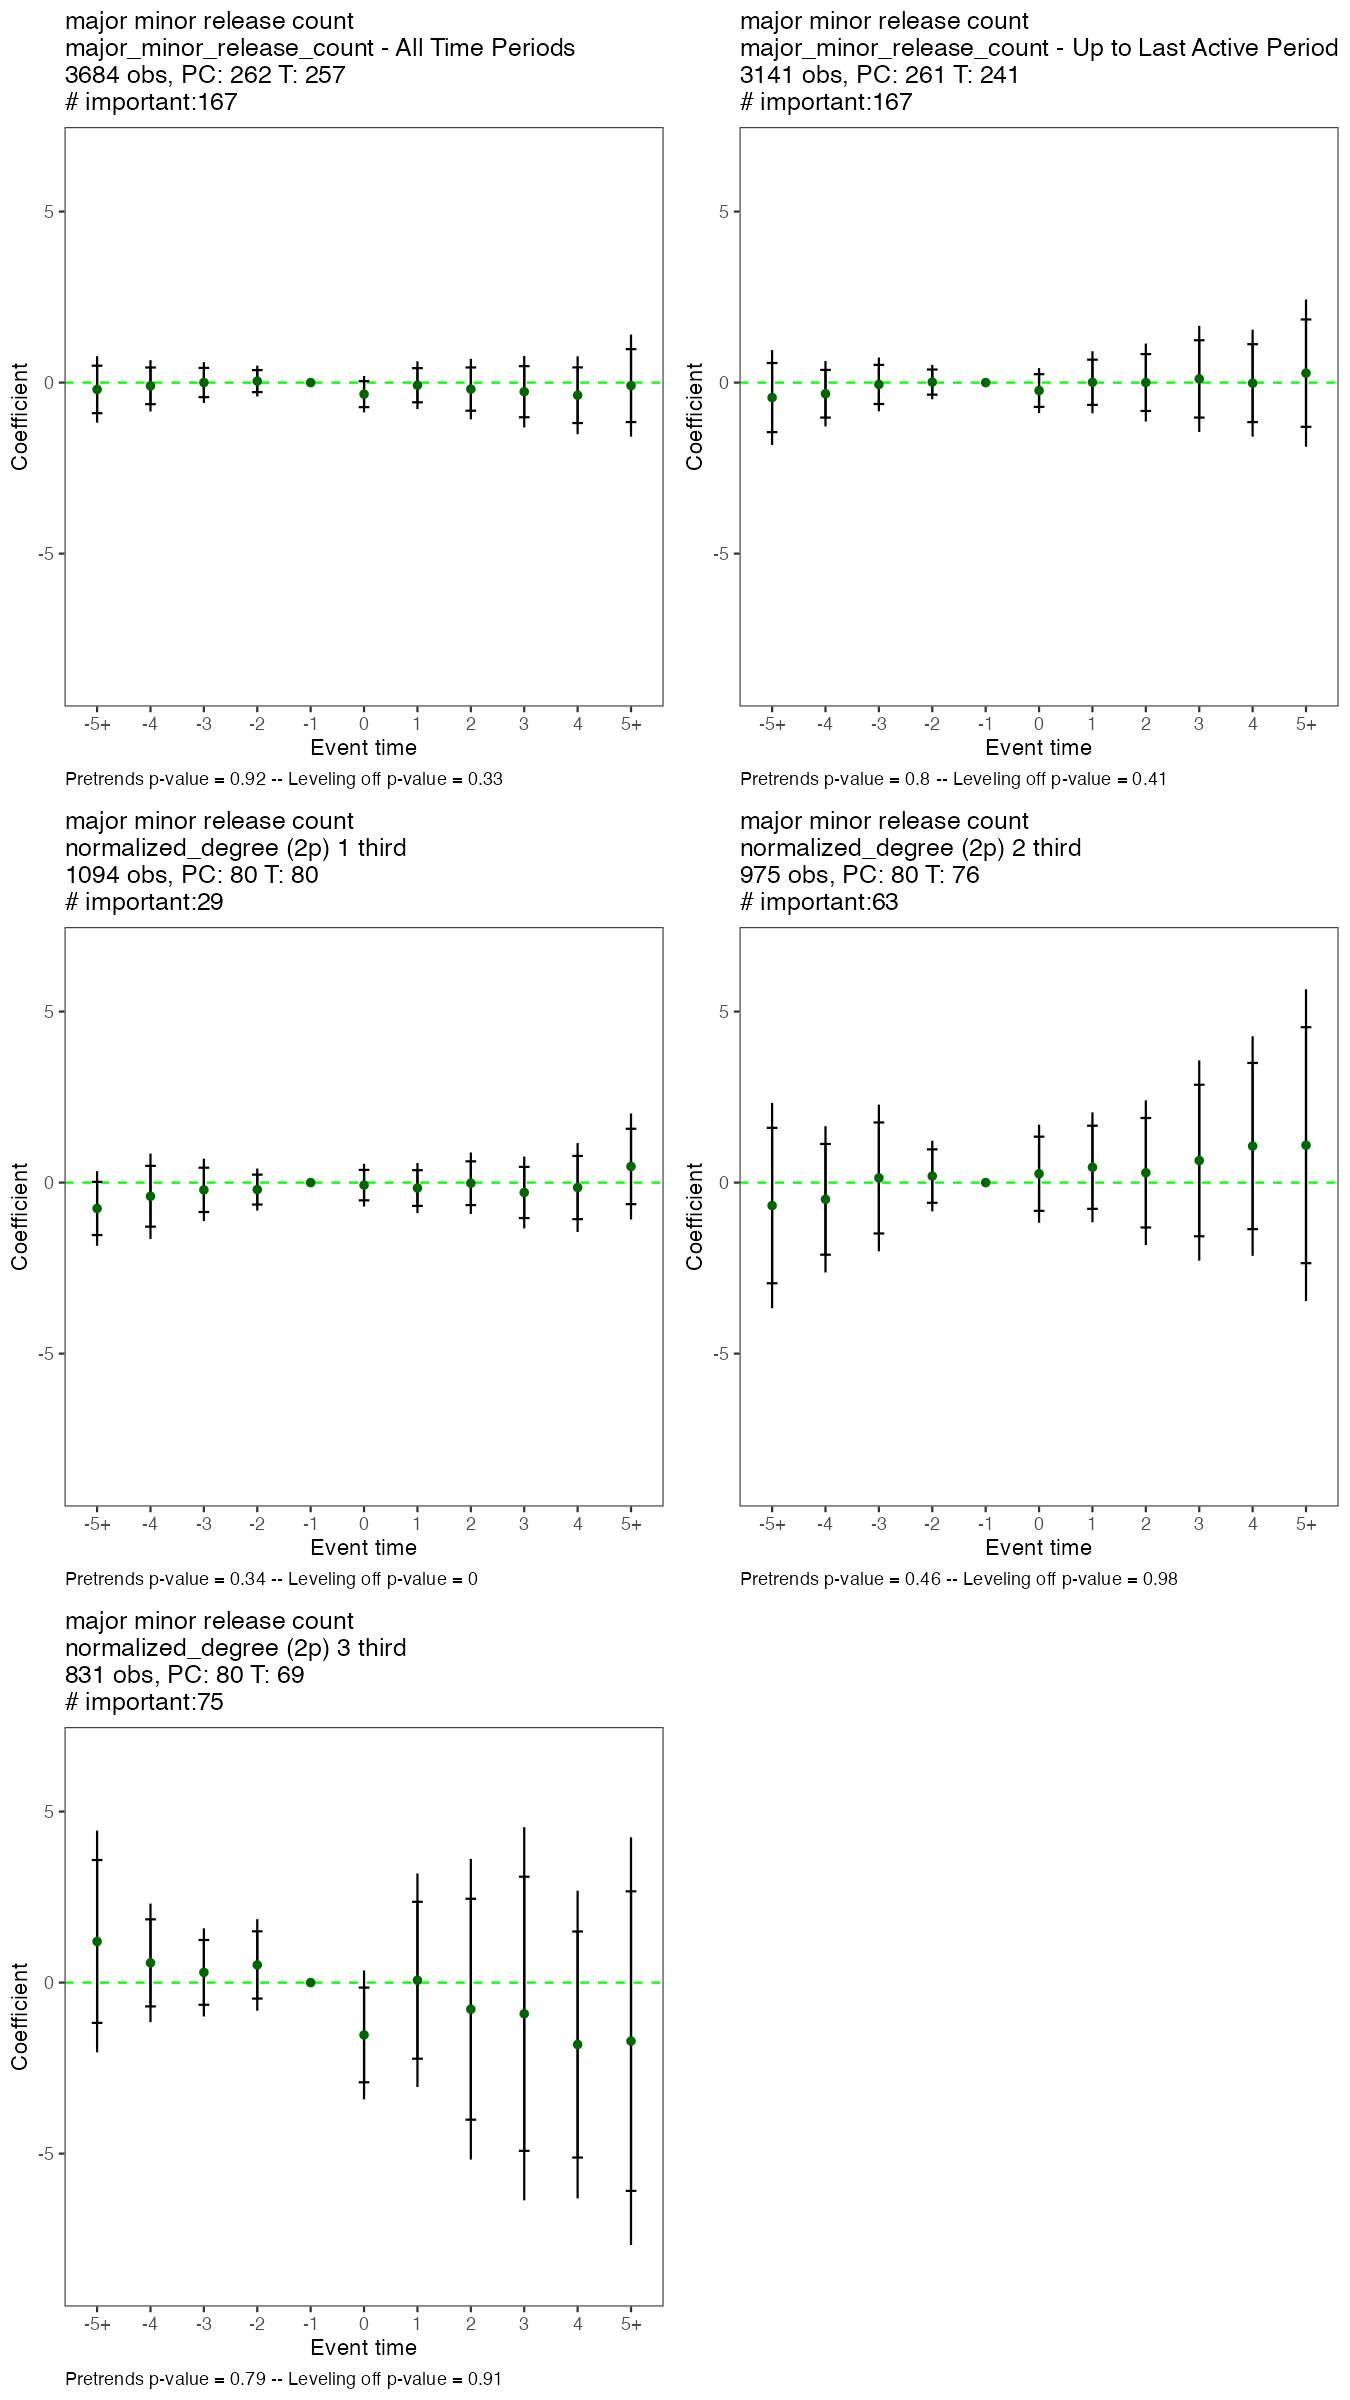 major minor release count
major_minor_release_count - All Time Periods
3684 obs, PC: 262 T: 257
# important:167
5
0
-5
Coefficient
-5+ -4 -3 -2 -1 0 1 2 3 4 5+
Event time
Pretrends p-value = 0.92 -- Leveling off p-value = 0.33
major minor release count
major_minor_release_count - Up to Last Active Period
3141 obs, PC: 261 T: 241
# important:167
5
0
-5
Coefficient
-5+ -4 -3 -2 -1 0 1 2 3 4 5+
Event time
Pretrends p-value = 0.8 -- Leveling off p-value = 0.41
major minor release count
normalized_degree (2p) 1 third
1094 obs, PC: 80 T: 80
# important:29
5
0
-5
Coefficient
-5+ -4 -3 -2 -1 0 1 2 3 4 5+
Event time
Pretrends p-value = 0.34 -- Leveling off p-value = 0
major minor release count
normalized_degree (2p) 2 third
975 obs, PC: 80 T: 76
# important:63
5
0
-5
Coefficient
-5+ -4 -3 -2 -1 0 1 2 3 4 5+
Event time
Pretrends p-value = 0.46 -- Leveling off p-value = 0.98
major minor release count
normalized_degree (2p) 3 third
831 obs, PC: 80 T: 69
# important:75
5
0
-5
Coefficient
-5+ -4 -3 -2 -1 0 1 2 3 4 5+
Event time
Pretrends p-value = 0.79 -- Leveling off p-value = 0.91